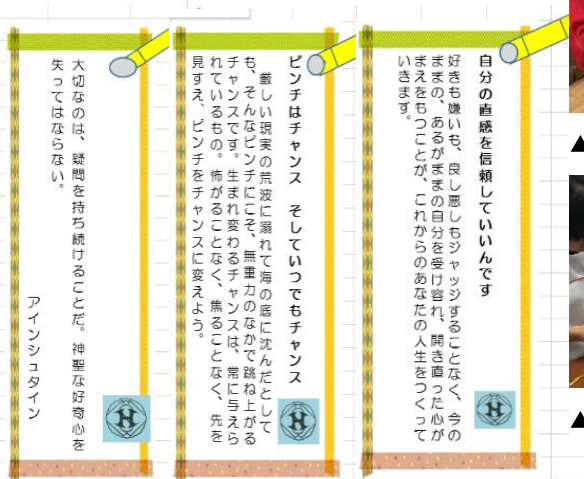 自分の直感を信頼していいんです
好きも嫌いも、良し悪しもジャッジすることなく、今の
ままの、あるがままの自分を受け容れ、開き直った心が
まえをもつことが、これからのあなたの人生をつくって
いきます。
ピンチはチャンス　そしていつでもチャンス
厳しい現実の荒波に溺れて海の底に沈んだとして
も、そんなピンチにこそ、無重力のなかで跳ね上がる
チャンスです。生まれ変わるチャンスは、常に与えら
れているもの。怖がることなく、焦ることなく、先を
見すえ、ピンチをチャンスに変えよう。
大切なのは、疑問を持ち続けることだ。神聖な好奇心を
失ってはならない。
アインシュタイン
H
H
H